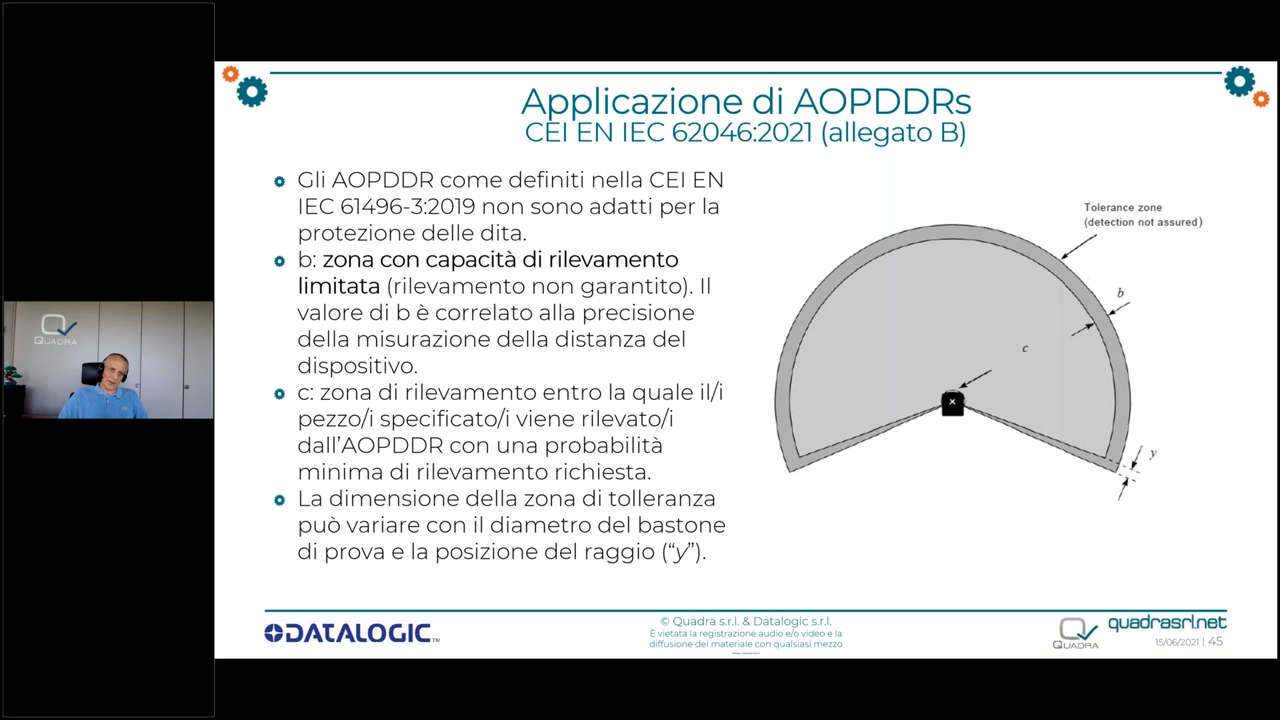 Applicazione di AOPDDRs
CEI EN IEC 62046:2021 (allegato B)
Gli AOPDDR come definiti nella CEI EN
IEC 61496-3:2019 non sono adatti per la
protezione delle dita.
b: zona con capacità di rilevamento
limitata (rilevamento non garantito). Il
valore di b è correlato alla precisione
della misurazione della distanza del
dispositivo.
c: zona di rilevamento entro la quale il/i
pezzo/i specificato/i viene rilevato/i
dall'AOPDDR con una probabilità
minima di rilevamento richiesta.
La dimensione della zona di tolleranza
può variare con il diametro del bastone
di prova e la posizione del raggio ("y").
Tolerance zone
(detection not assured)
b
c
y
QUADRA
DATALOGIC™
© Quadra s.r.l. & Datalogic s.r.l.
È vietata la registrazione audio e/o video e la
diffusione del materiale con qualsiasi mezzo
QUADRA
quadrasrl.net
15/06/2021 | 45